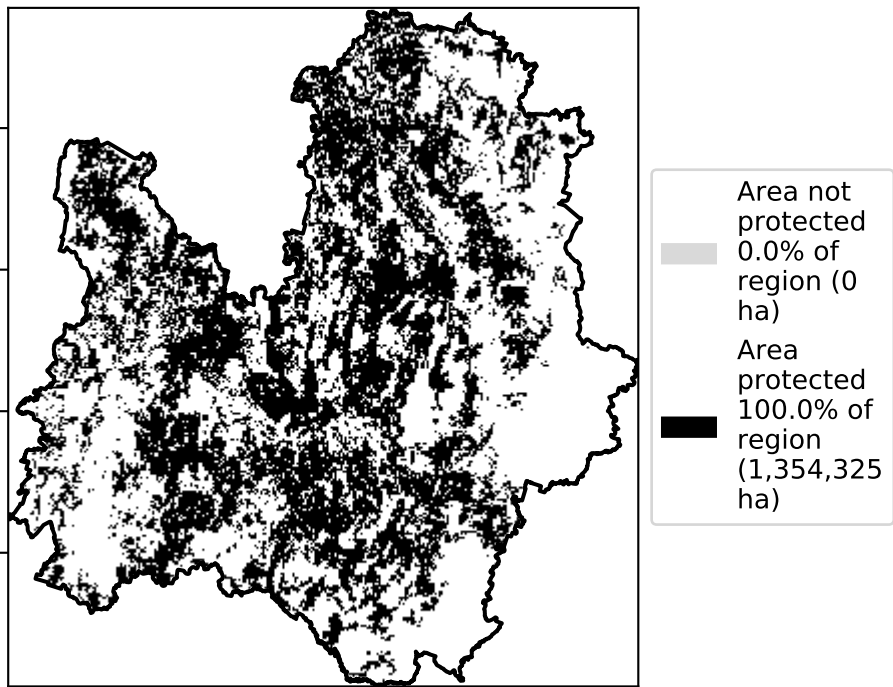 Area not
protected
0.0% of
region (0
ha)
Area
protected
100.0% of
region
(1,354,325
ha)